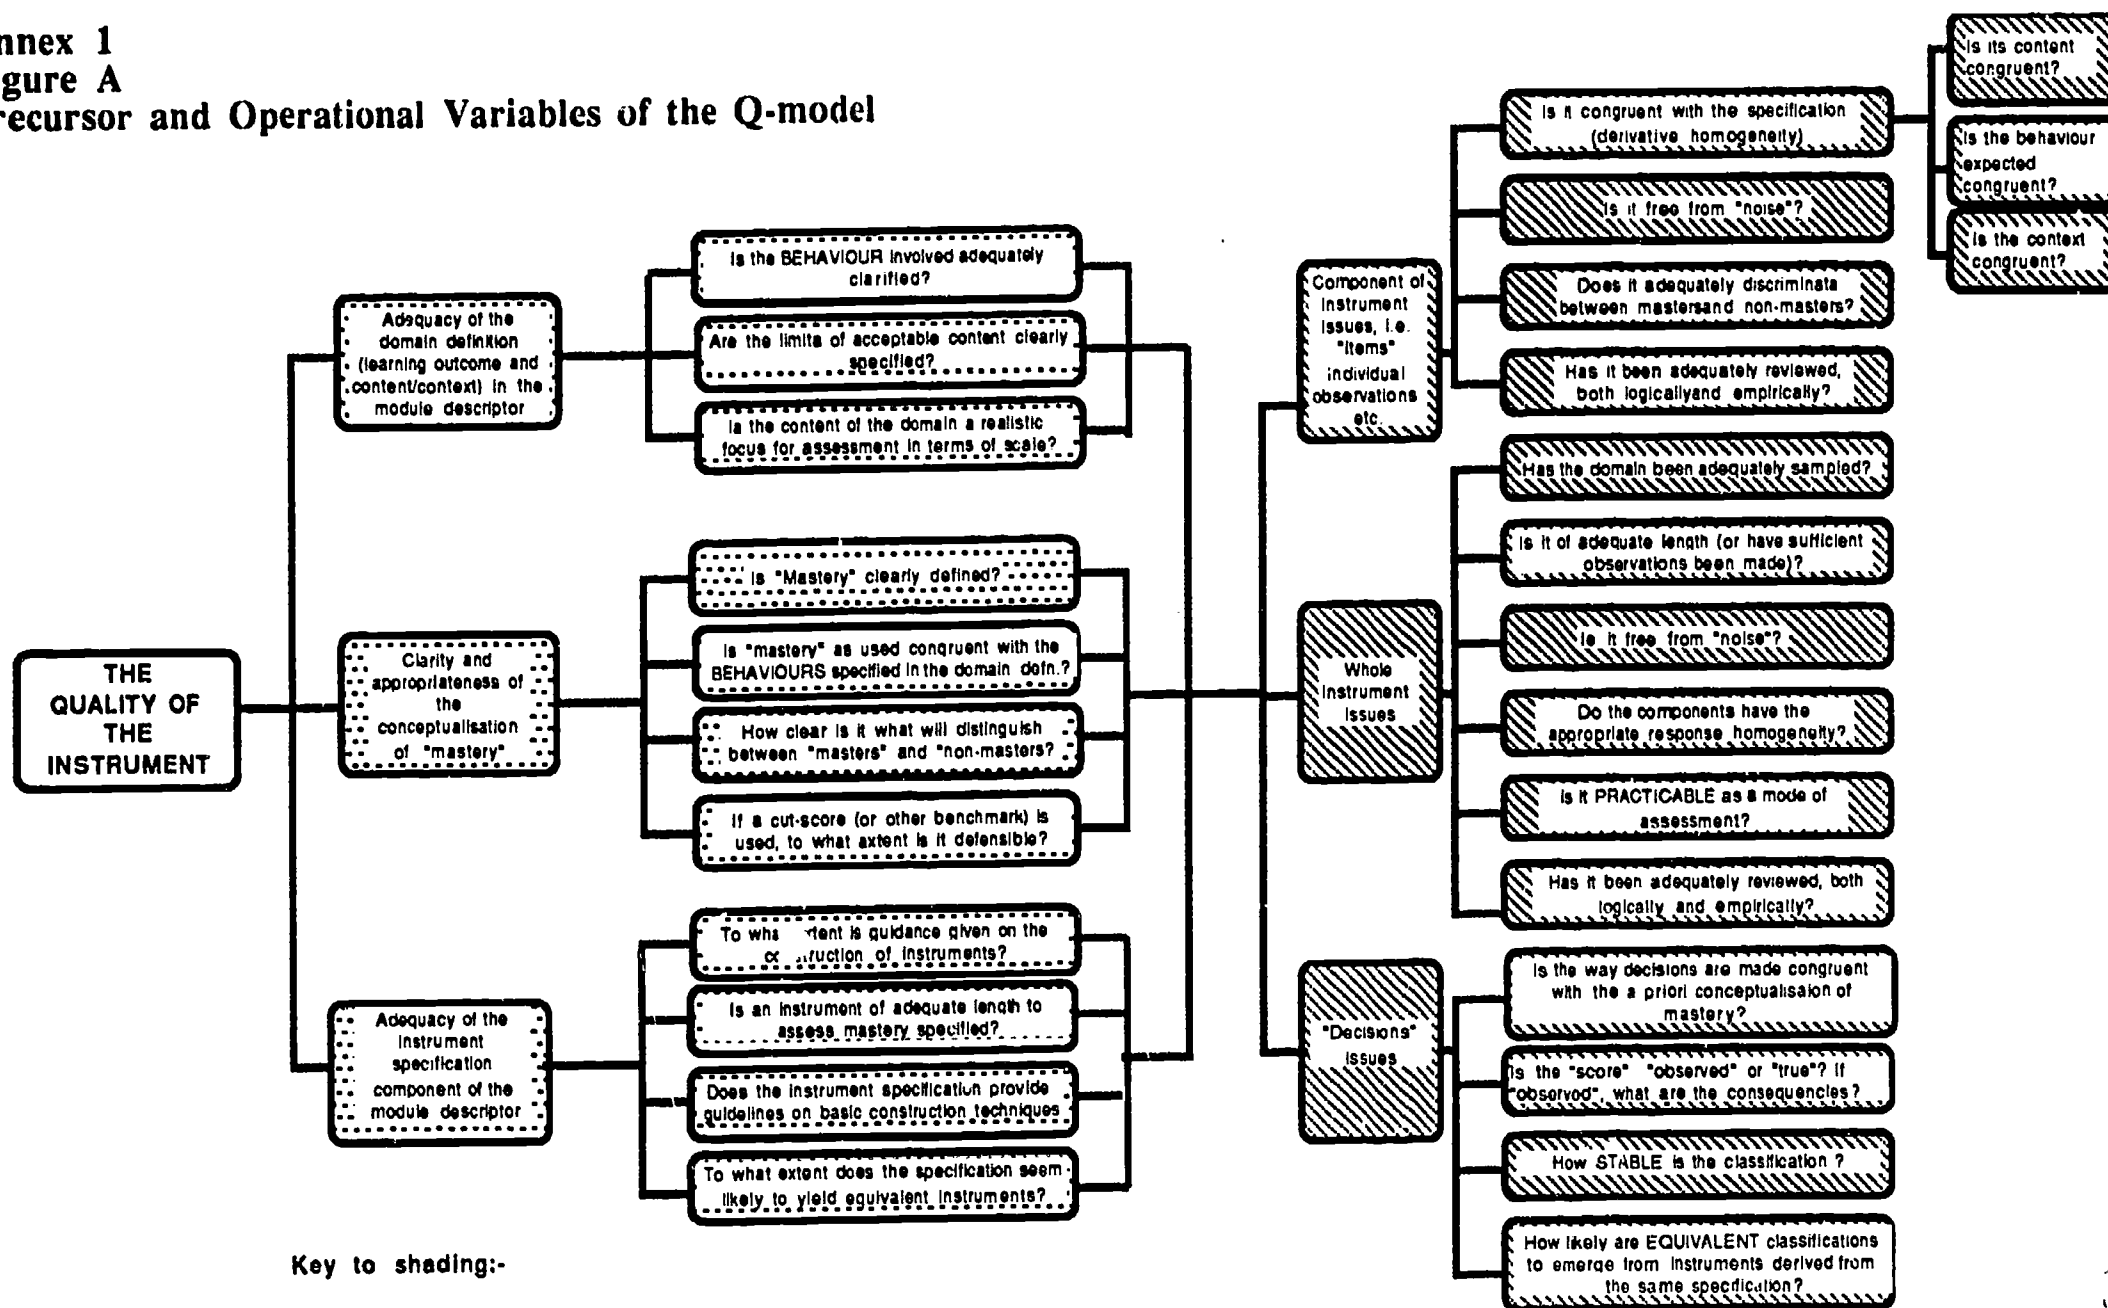 nnex 1
gure A
recursor and Operational Variables of the Q-model
THE
QUALITY OF
THE
INSTRUMENT
Adequacy of the
domain definition
(learning outcome and
content/context) in the
module descriptor
Clarity and
appropriateness of
the
conceptualisation
of "mastery"
Adequacy of the
instrument
specification
component of the
module descriptor
Is the BEHAVIOUR involved adequately
clarified?
Are the limits of acceptable content clearly
specified?
Is the content of the domain a realistic
focus for assessment in terms of scale?
Is "Mastery" clearly defined?
Is "mastery" as used congruent with the
BEHAVIOURS specified in the domain defn.?
How clear is it what will distinguish
between "masters" and "non-masters?
If a cut-score (or other benchmark) is
used, to what extent is it defensible?
To is guidance given on the
of instruments?
Is an instrument of adequate length to
assess mastery specified?
Does the instrument specification provide
guidelines on basic construction techniques
To what extent does the specification seem
likely to yield equivalent instruments?
Component of
instrument
issues, i.e.
"items"
individual
observations
etc.
Whole
instrument
issues
"Decisions"
issues
Is it congruent with the specification
(derivative homogeneity)
Is it free from "noise"?
Does it adequately discriminata
between mastersand non-masters?
Has it been adequately reviewed,
both logicallyand empirically?
Has the domain been adequately sampled?
Is it of adequate length (or have sufficient
observations been made)?
Is it free from "noise"?
Do the components have the
appropriate response homogeneity?
Is it PRACTICABLE as a mode of
assessment?
Has it been adequately reviewed, both
logically and empirically?
Is the way decisions are made congruent
with the a priori conceptualisaion of
mastery?
Is the "score" "observed" or "true"? If
"observed", what are the consequencies?
How STABLE is the classification ?
How likely are EQUIVALENT classifications
to emerge from instruments derived from
the same specification?
Is its content
congruent?
Is the behaviour
expected
congruent?
Is the context
congruent?
Key to shading:-